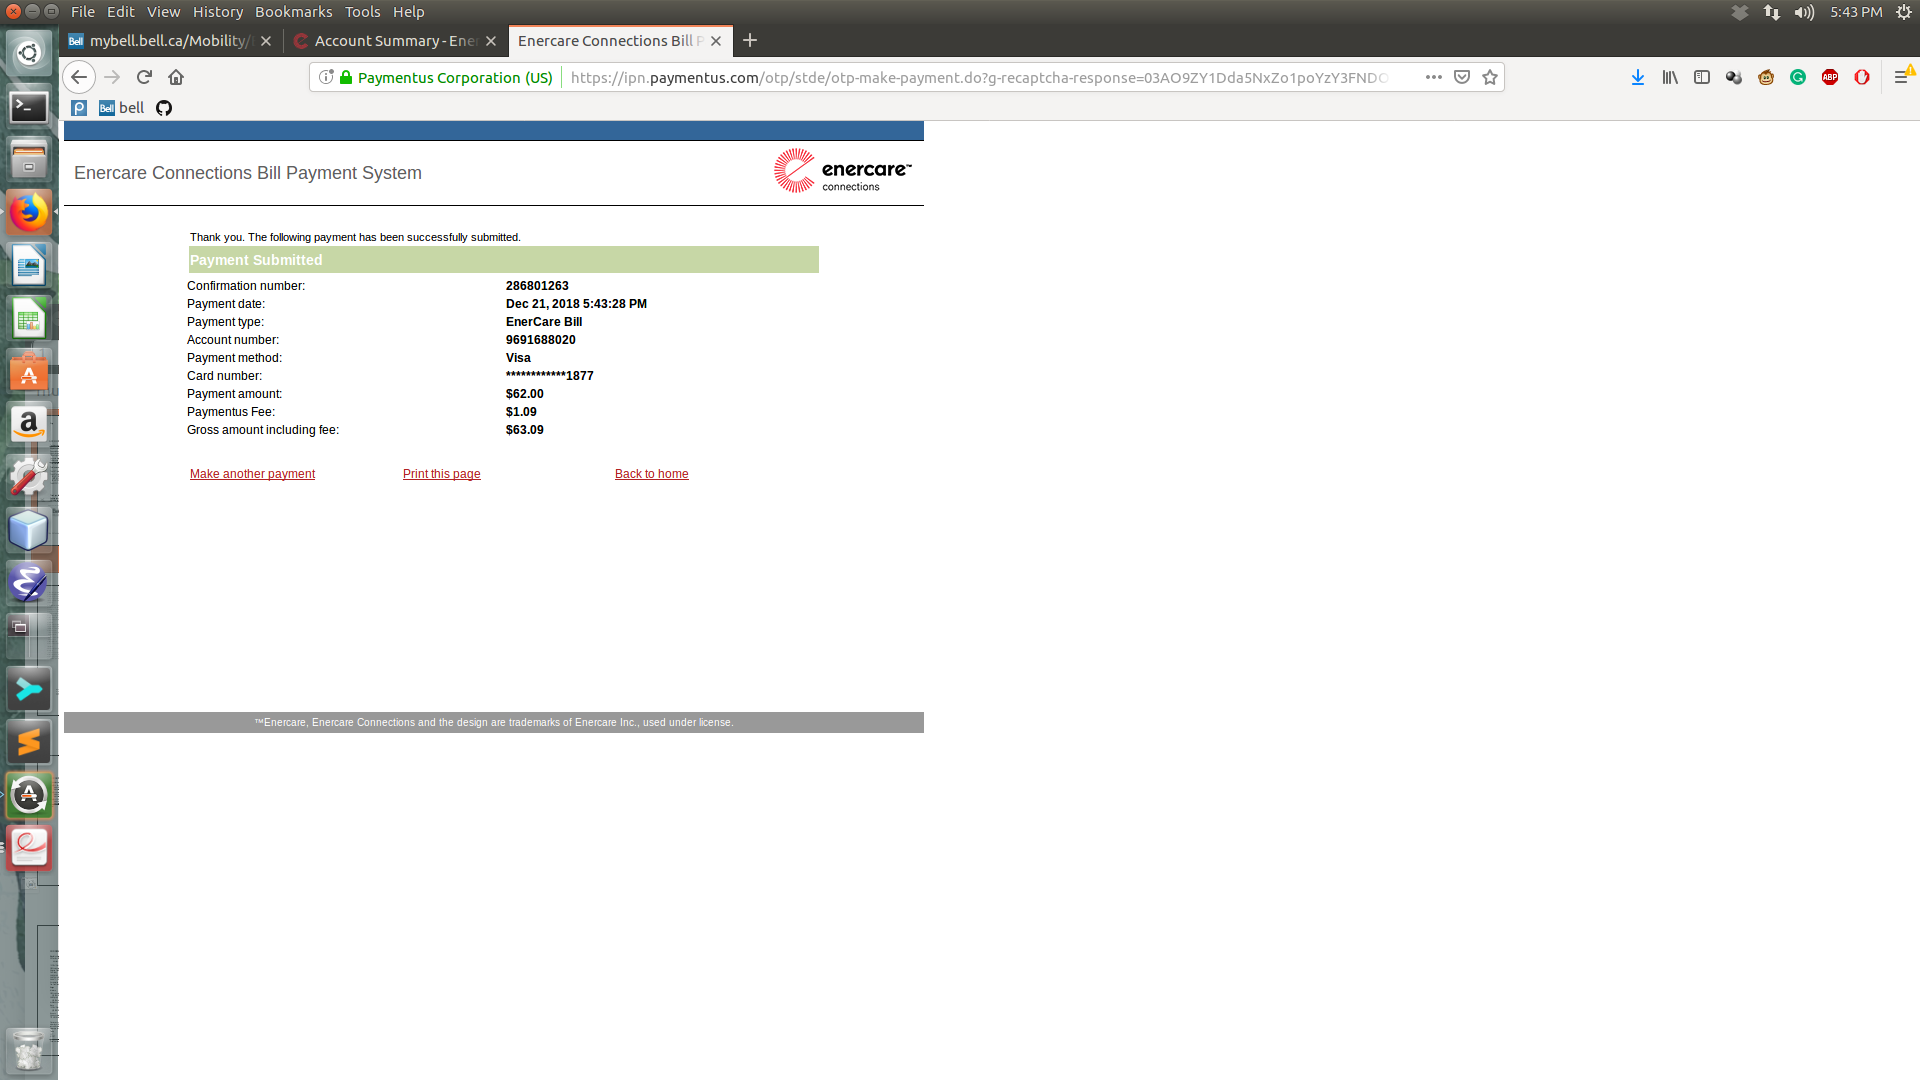 File Edit View History Bookmarks Tools Help
5:43 PM
Bell mybell.bell.ca/Mobility/
Account Summary - Ener
Enercare Connections Bill P
Paymentus Corporation (US)
https://ipn.paymentus.com/otp/stde/otp-make-payment.do?g-recaptcha-response=03AO9ZY1Dda5NxZo1poYzY3FNDO
ABP
Bell bell
Enercare Connections Bill Payment System
enercare™
connections
Thank you. The following payment has been successfully submitted.
Payment Submitted
Confirmation number: 286801263
Payment date: Dec 21, 2018 5:43:28 PM
Payment type: EnerCare Bill
Account number: 9691688020
Payment method: Visa
Card number: ************1877
Payment amount: $62.00
Paymentus Fee: $1.09
Gross amount including fee: $63.09
Make another payment Print this page Back to home
™Enercare, Enercare Connections and the design are trademarks of Enercare Inc., used under license.